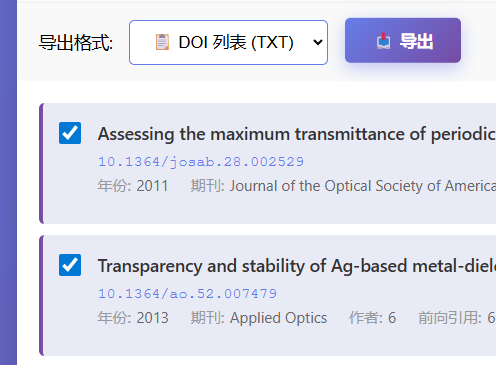 导出格式: 📋 DOI 列表 (TXT) 📤 导出
Assessing the maximum transmittance of periodic
10.1364/josab.28.002529
年份: 2011 期刊: Journal of the Optical Society of America
Transparency and stability of Ag-based metal-diele
10.1364/ao.52.007479
年份: 2013 期刊: Applied Optics 作者: 6 前向引用: 6